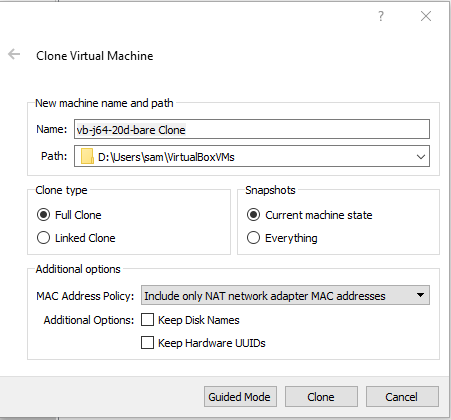 ?
Clone Virtual Machine
New machine name and path
Name: vb-j64-20d-bare Clone
Path: D:\Users\sam\VirtualBoxVMs
Clone type
Full Clone
Linked Clone
Snapshots
Current machine state
Everything
Additional options
MAC Address Policy: Include only NAT network adapter MAC addresses
Additional Options: Keep Disk Names
Keep Hardware UUIDs
Guided Mode Clone Cancel